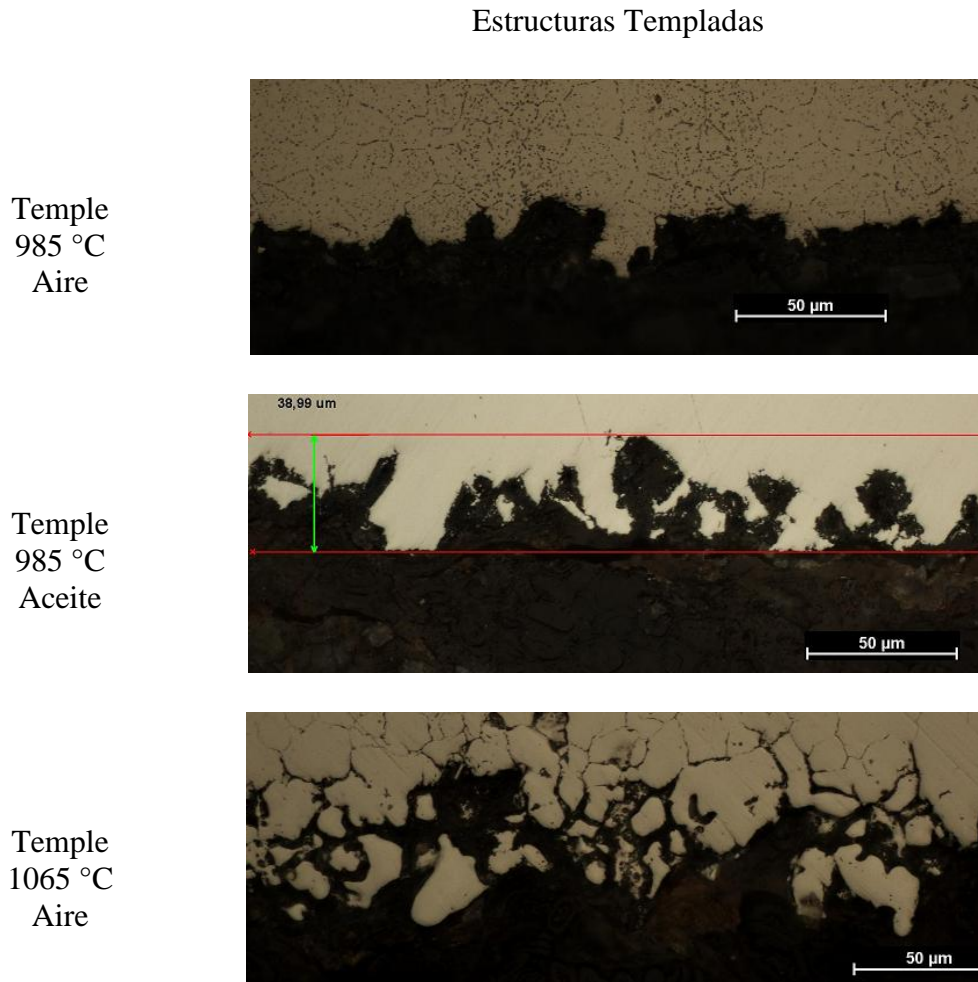 Estructuras Templadas
Temple
985 °C
Aire
50 µm
38,99 um
Temple
985 °C
Aceite
50 µm
Temple
1065 °C
Aire
50 µm